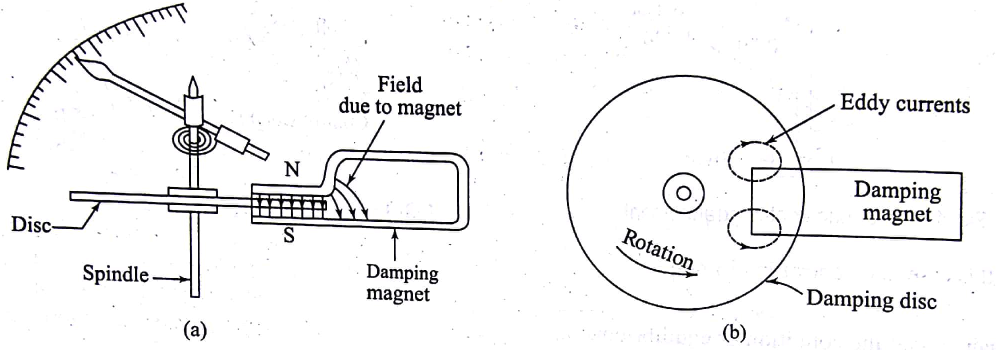 Field
due to magnet
N
S
Disc
Spindle
Damping
magnet
(a)
Eddy currents
Damping
magnet
Rotation
Damping disc
(b)